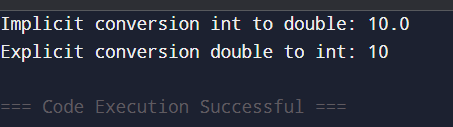 Implicit conversion int to double: 10.0
Explicit conversion double to int: 10
=== Code Execution Successful ===